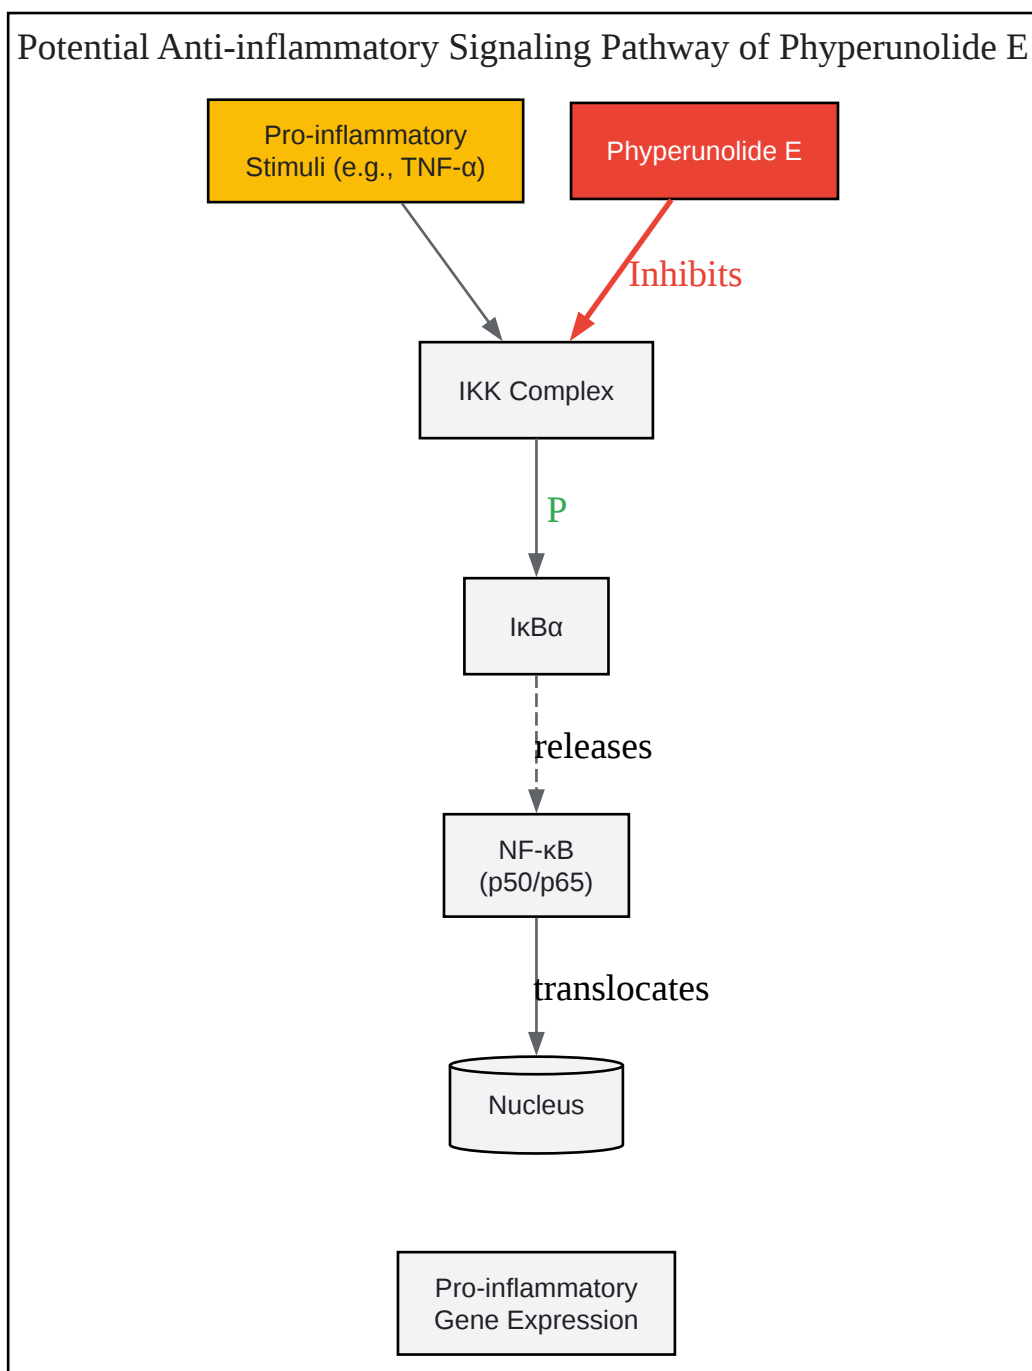 Potential Anti-inflammatory Signaling Pathway of Phyperunolide E
Pro-inflammatory
Stimuli (e.g., TNF-α)
Phyperunolide E
Inhibits
IKK Complex
P
IκBα
releases
NF-κB
(p50/p65)
translocates
Nucleus
Pro-inflammatory
Gene Expression